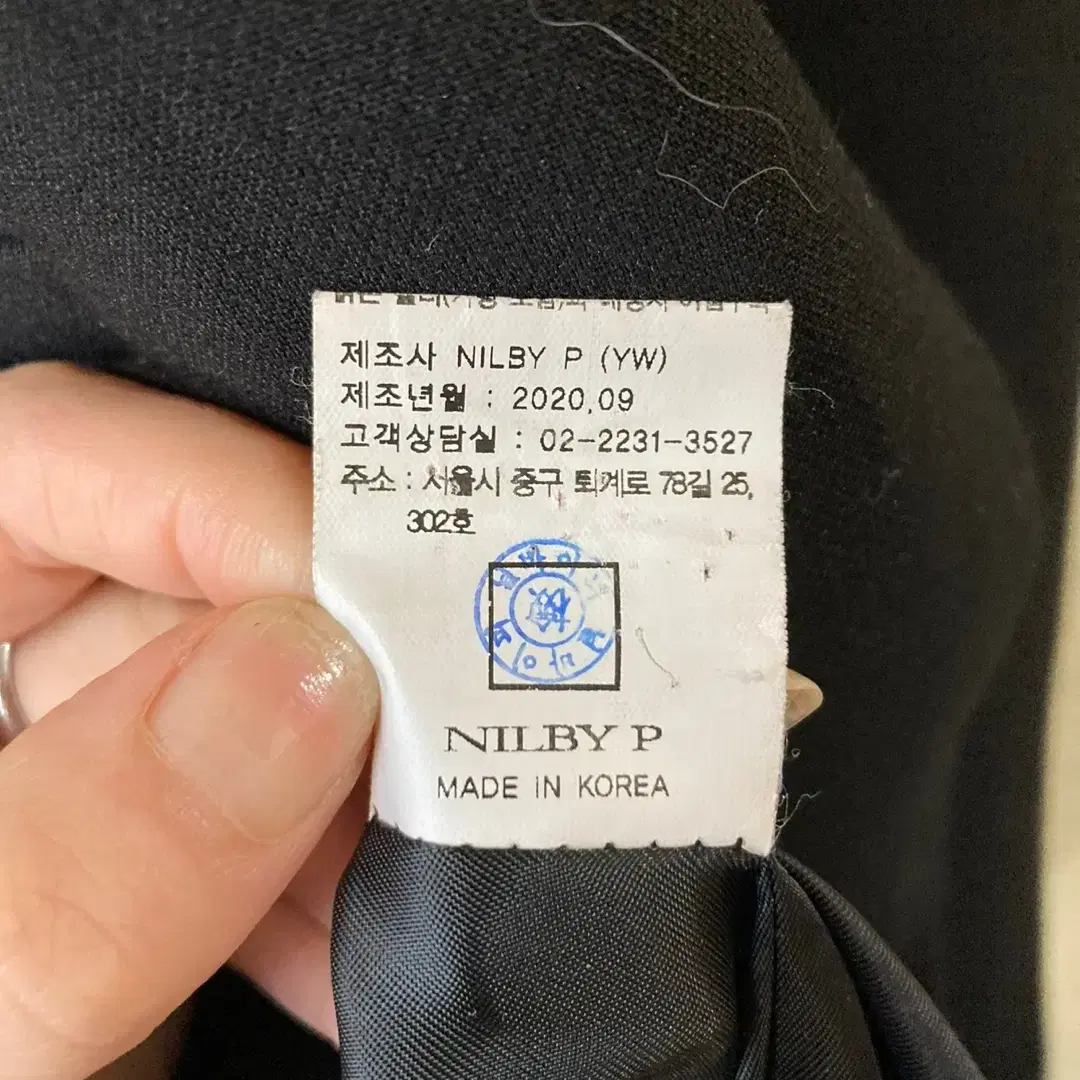 제조사 NILBY P (YW)
제조년월 : 2020.09
고객상담실 : 02-2231-3527
주소 : 서울시 중구 퇴계로 78길 25,
302호
檢
NILBY P
MADE IN KOREA